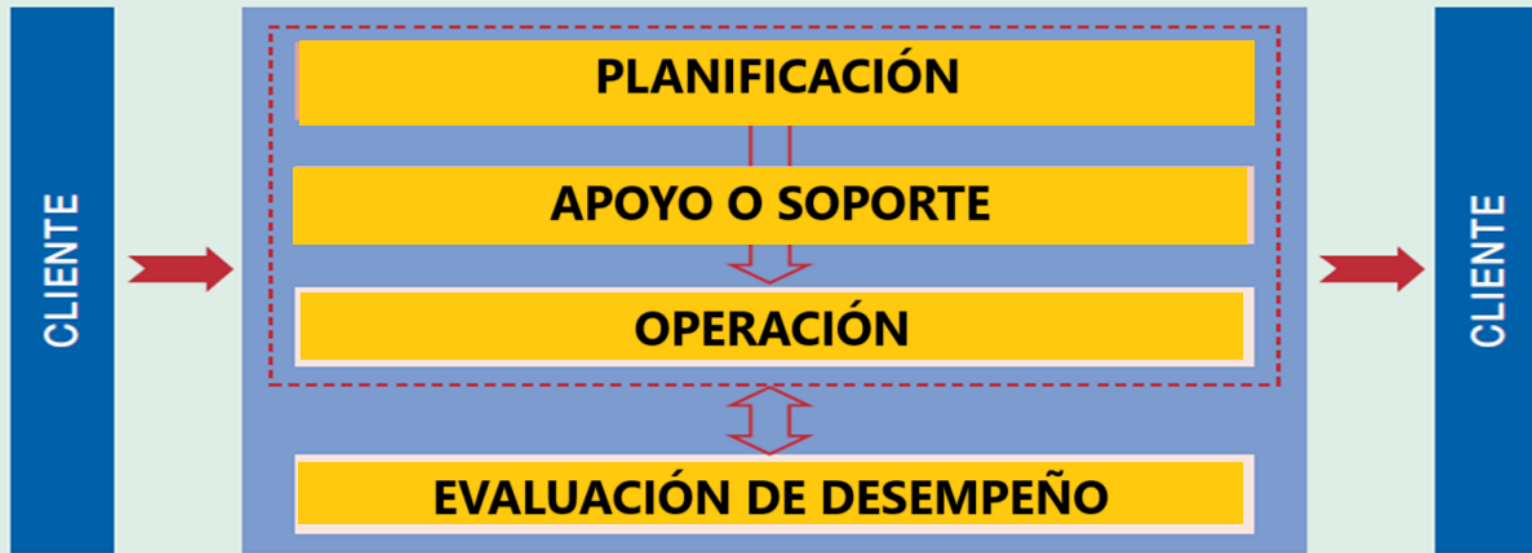 CLIENTE
PLANIFICACIÓN
APOYO O SOPORTE
OPERACIÓN
EVALUACIÓN DE DESEMPEÑO
CLIENTE